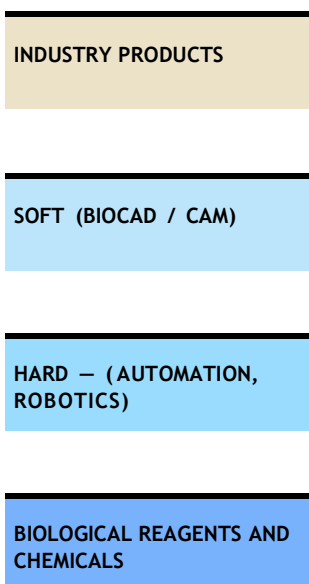 INDUSTRY PRODUCTS
SOFT (BIOCAD / CAM)
HARD — (AUTOMATION,
ROBOTICS)
BIOLOGICAL REAGENTS AND
CHEMICALS